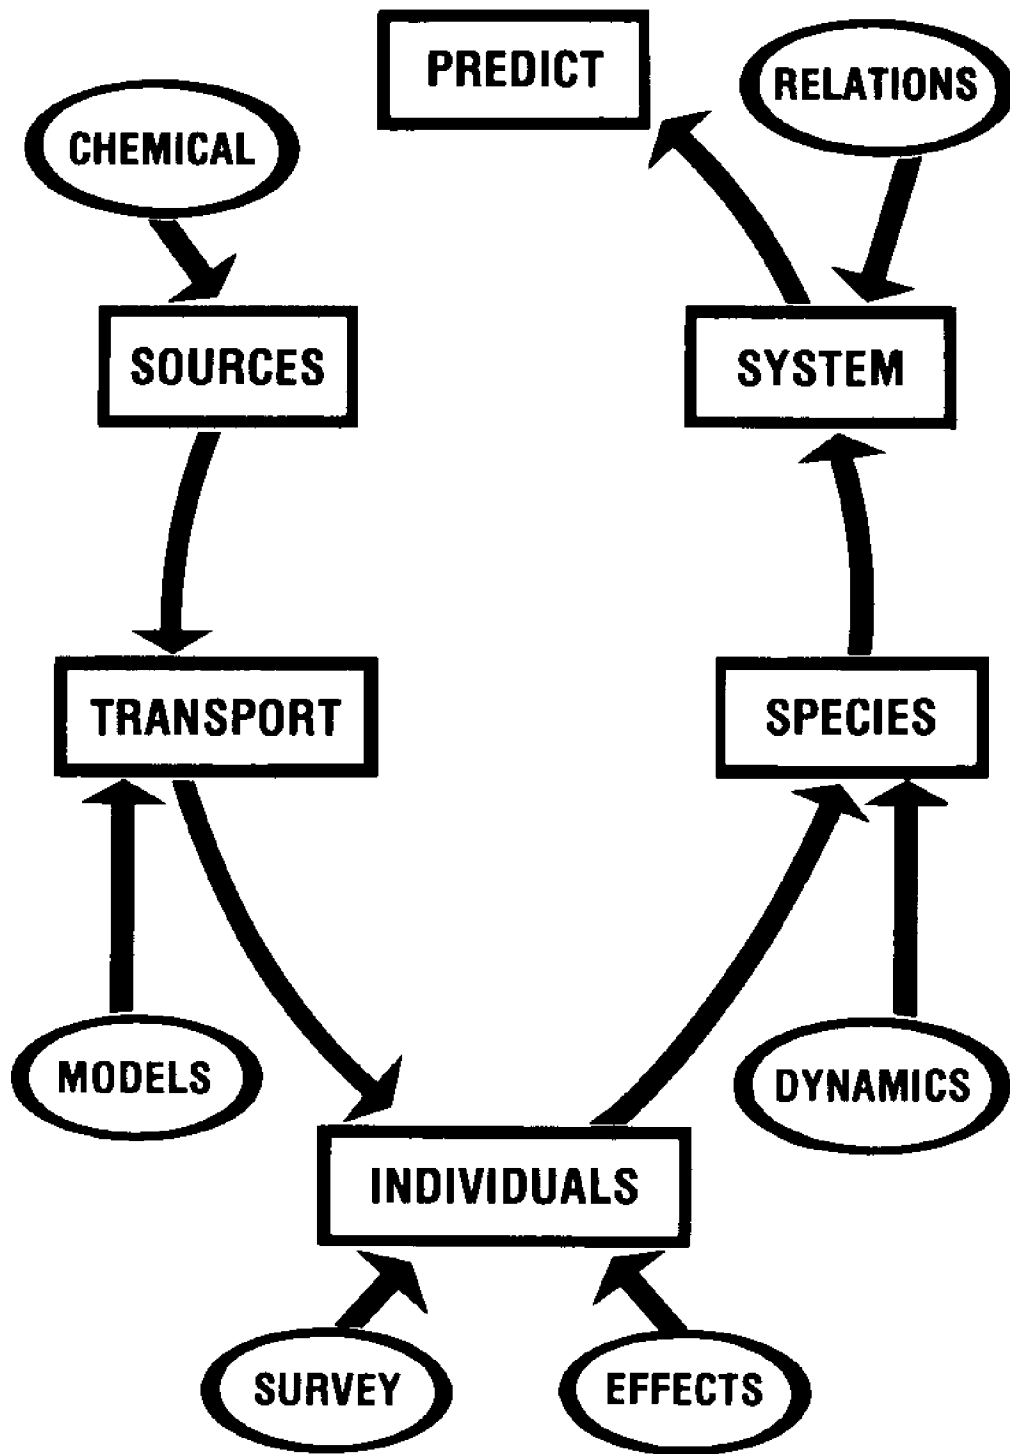 PREDICT
RELATIONS
CHEMICAL
SOURCES
SYSTEM
TRANSPORT
SPECIES
MODELS
DYNAMICS
INDIVIDUALS
SURVEY
EFFECTS